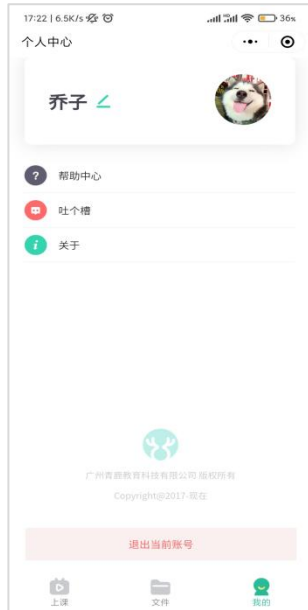 17:22 | 6.5K/s
36%
个人中心
乔子
帮助中心
吐个槽
关于
广州青鹿教育科技有限公司 版权所有
Copyright@2017-现在
退出当前账号
上课
文件
我的